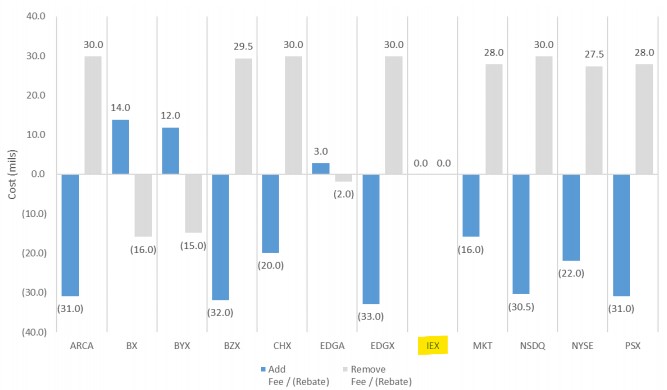 40.0
30.0
20.0
10.0
0.0
(10.0)
(20.0)
(30.0)
(40.0)
Cost (mils)
30.0 29.5 30.0 30.0 28.0 30.0 27.5 28.0
14.0 12.0 3.0 0.0 0.0
(31.0) (16.0) (15.0) (32.0) (20.0) (2.0) (33.0) (16.0) (30.5) (22.0) (31.0)
ARCA BX BYX BZX CHX EDGA EDGX IEX MKT NSDQ NYSE PSX
Add Remove
Fee / (Rebate) Fee / (Rebate)